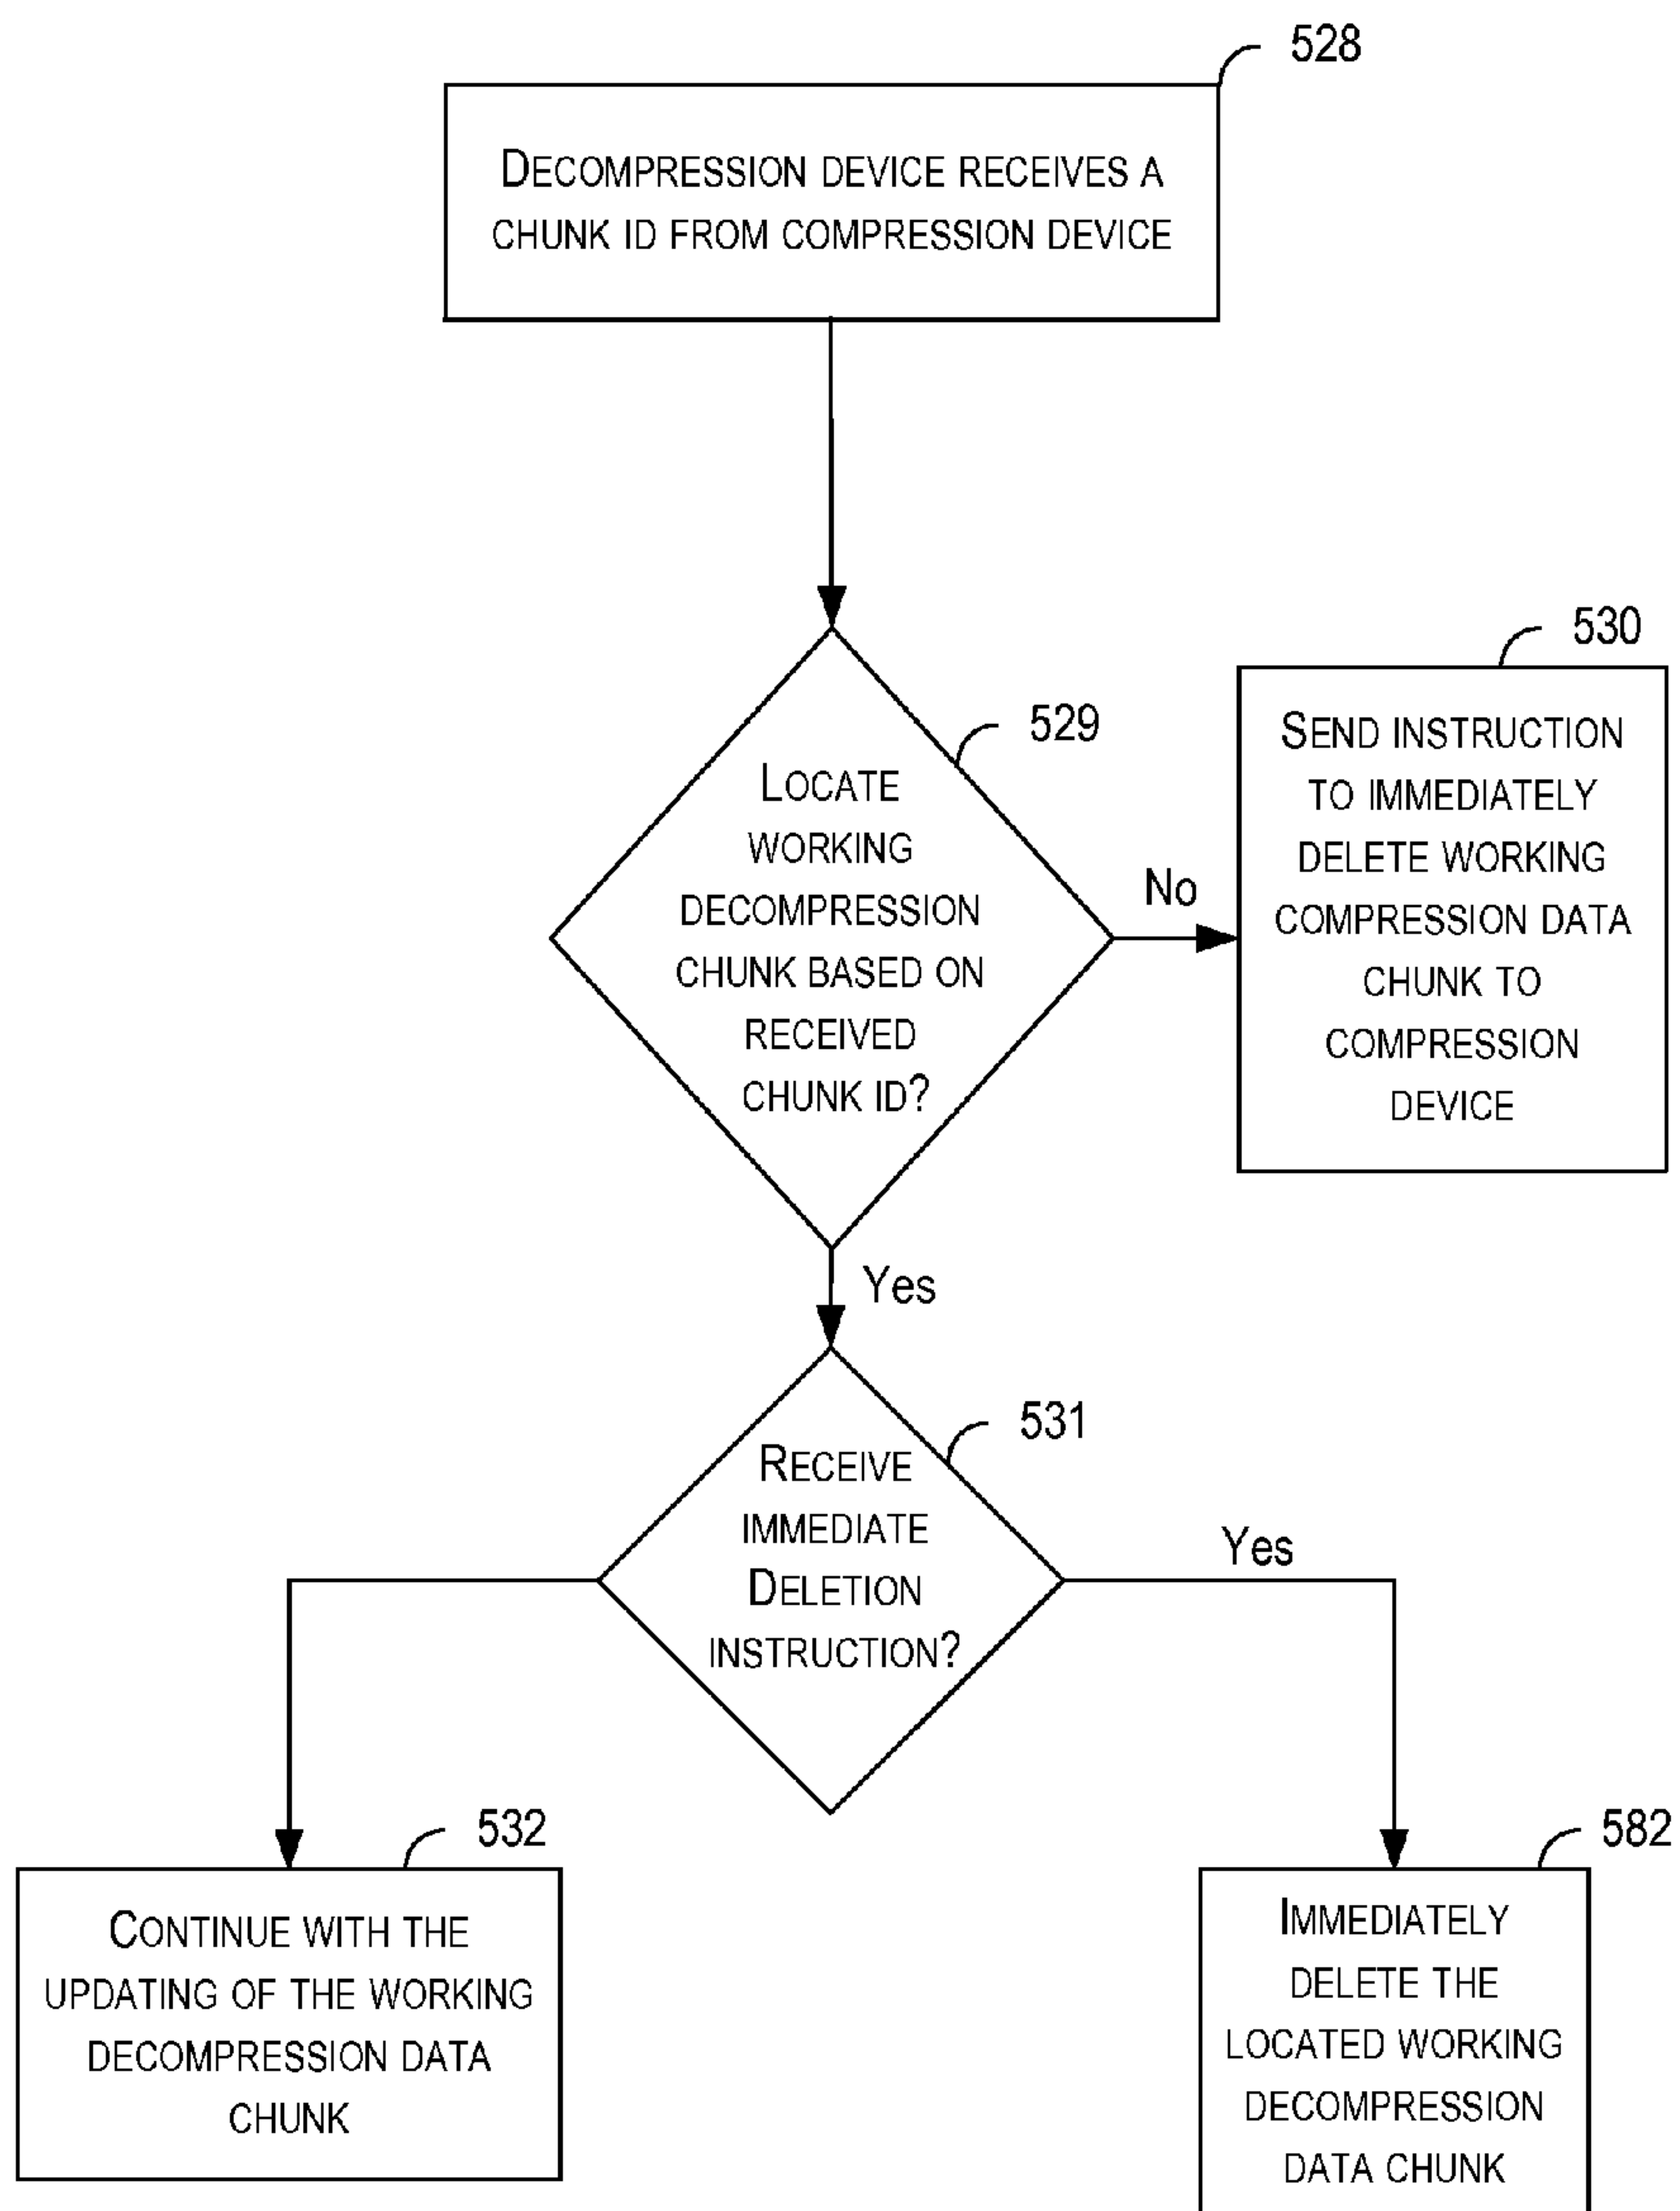 528
DECOMPRESSION DEVICE RECEIVES A
CHUNK ID FROM COMPRESSION DEVICE
529
LOCATE
WORKING
DECOMPRESSION
CHUNK BASED ON
RECEIVED
CHUNK ID?
No
530
SEND INSTRUCTION
TO IMMEDIATELY
DELETE WORKING
COMPRESSION DATA
CHUNK TO
COMPRESSION
DEVICE
Yes
531
RECEIVE
IMMEDIATE
DELETION
INSTRUCTION?
Yes
532
CONTINUE WITH THE
UPDATING OF THE WORKING
DECOMPRESSION DATA
CHUNK
582
IMMEDIATELY
DELETE THE
LOCATED WORKING
DECOMPRESSION
DATA CHUNK